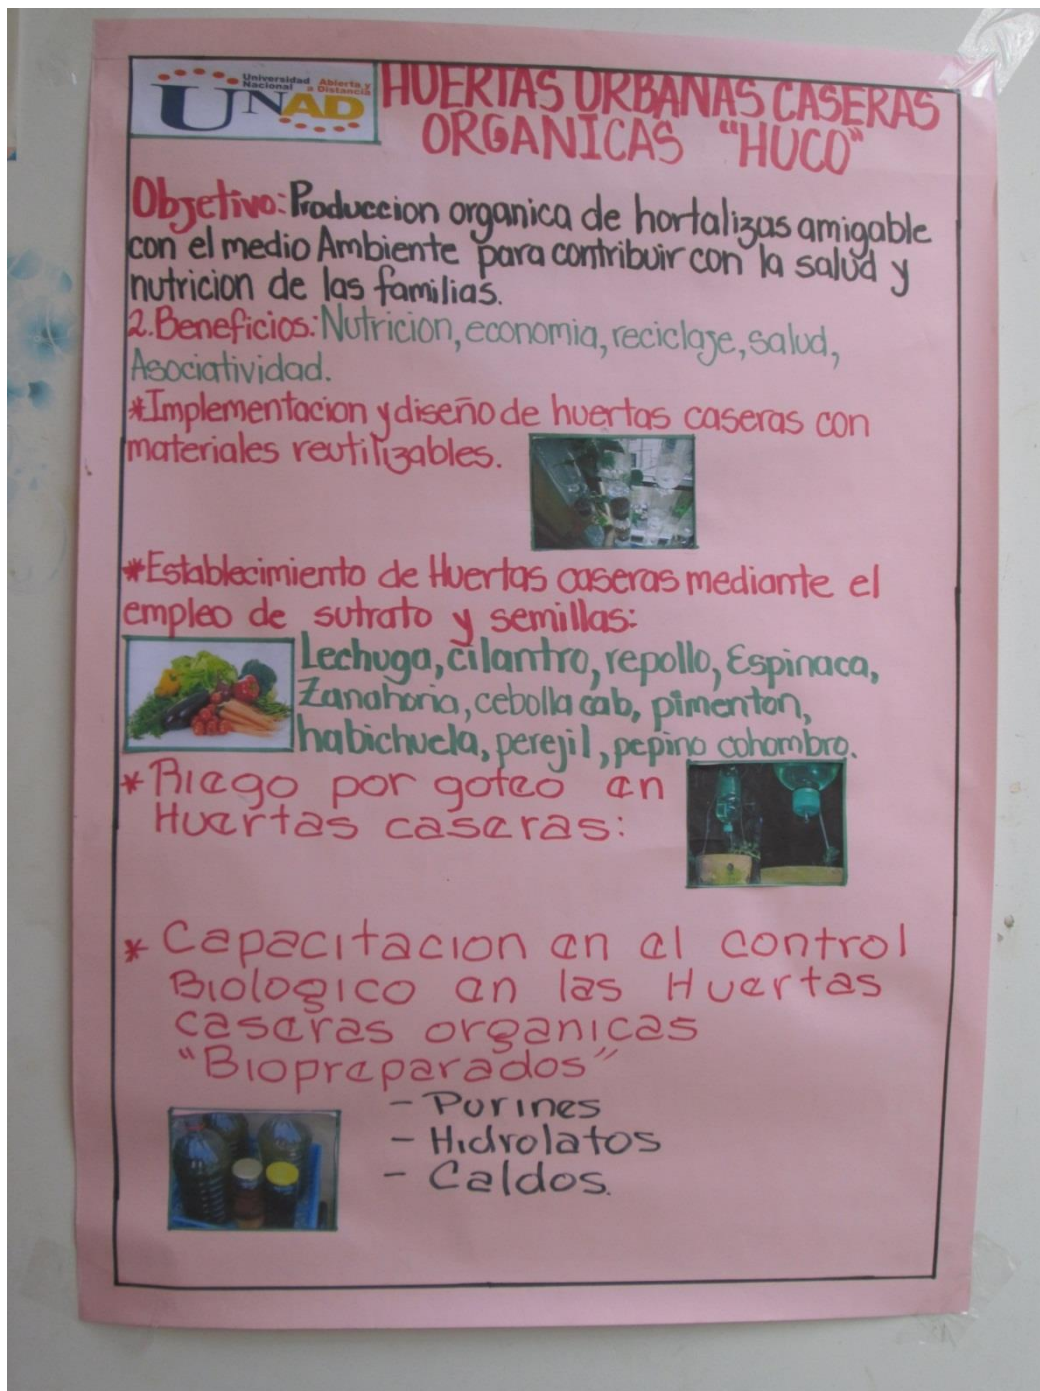 Universidad Abierta y
Nacional a Distancia
UNAD
HUERTAS URBANAS CASERAS
ORGANICAS "HUCO"
Objetivo: Produccion organica de hortalizas amigable
con el medio Ambiente para contribuir con la salud y
nutricion de las familias.
2. Beneficios: Nutricion, economia, reciclaje, salud,
Asociatividad.
*Implementacion y diseño de huertas caseras con
materiales reutilizables.
*Establecimiento de Huertas caseras mediante el
empleo de sutrato y semillas:
Lechuga, cilantro, repollo, Espinaca,
Zanahoria, cebolla cab, pimenton,
habichuela, perejil, pepino cohombro.
* Riego por goteo en
Huertas caseras:
* Capacitacion en el control
Biologico en las Huertas
caseras organicas
"Biopreparados"
- Purines
- Hidrolatos
- Caldos.